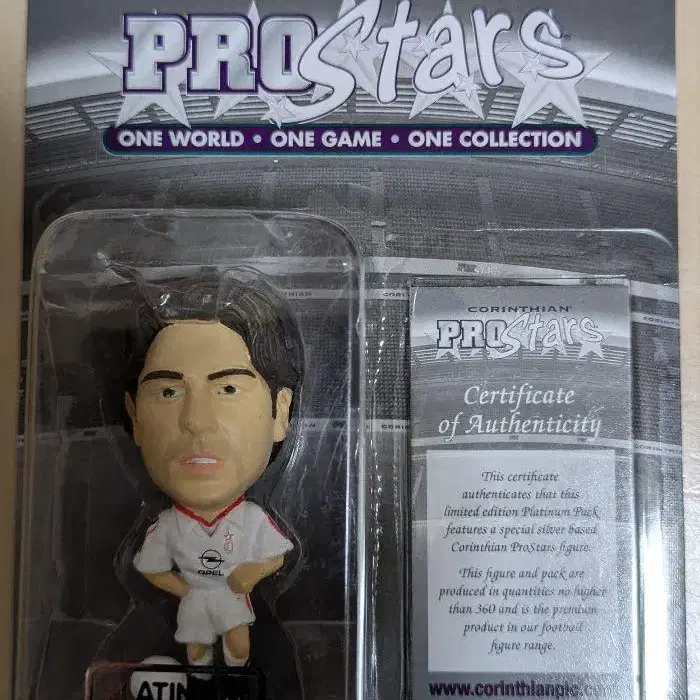 PROStars
ONE WORLD • ONE GAME • ONE COLLECTION
CORINTHIAN
PROStars
Certificate
of Authenticity
This certificate
authenticates that this
limited edition Platinum Pack
features a special silver based
Corinthian ProStars figure.
This figure and pack are
produced in quantities no higher
than 360 and is the premium
product in our football
figure range.
OPEL